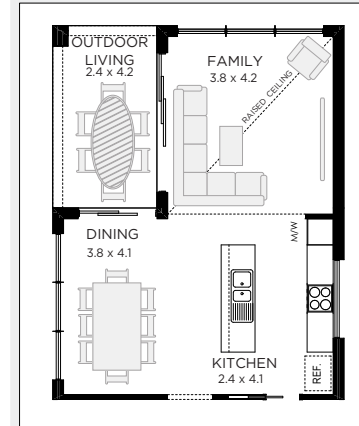 OUTDOOR
LIVING
2.4 x 4.2
FAMILY
3.8 x 4.2
RAISED CEILING
DINING
3.8 x 4.1
M/W
KITCHEN
2.4 x 4.1
REF.